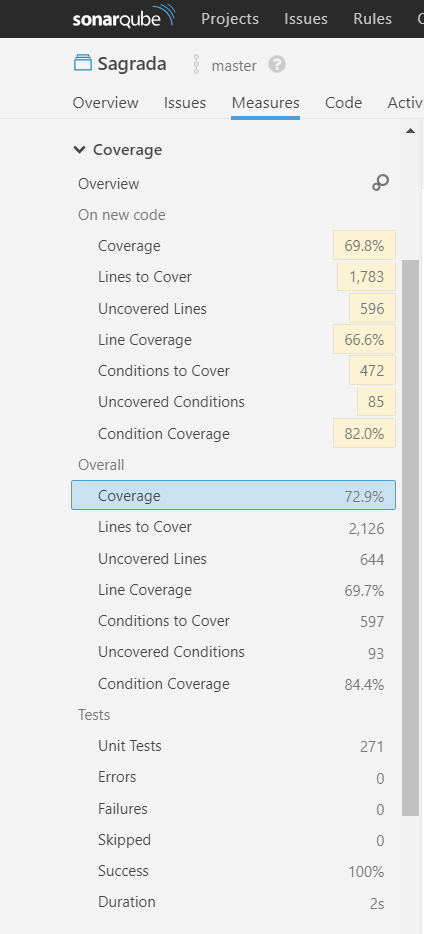 sonarqube Projects Issues Rules
Sagrada master ?
Overview Issues Measures Code Activ
Coverage
Overview
On new code
Coverage 69.8%
Lines to Cover 1,783
Uncovered Lines 596
Line Coverage 66.6%
Conditions to Cover 472
Uncovered Conditions 85
Condition Coverage 82.0%
Overall
Coverage 72.9%
Lines to Cover 2,126
Uncovered Lines 644
Line Coverage 69.7%
Conditions to Cover 597
Uncovered Conditions 93
Condition Coverage 84.4%
Tests
Unit Tests 271
Errors 0
Failures 0
Skipped 0
Success 100%
Duration 2s